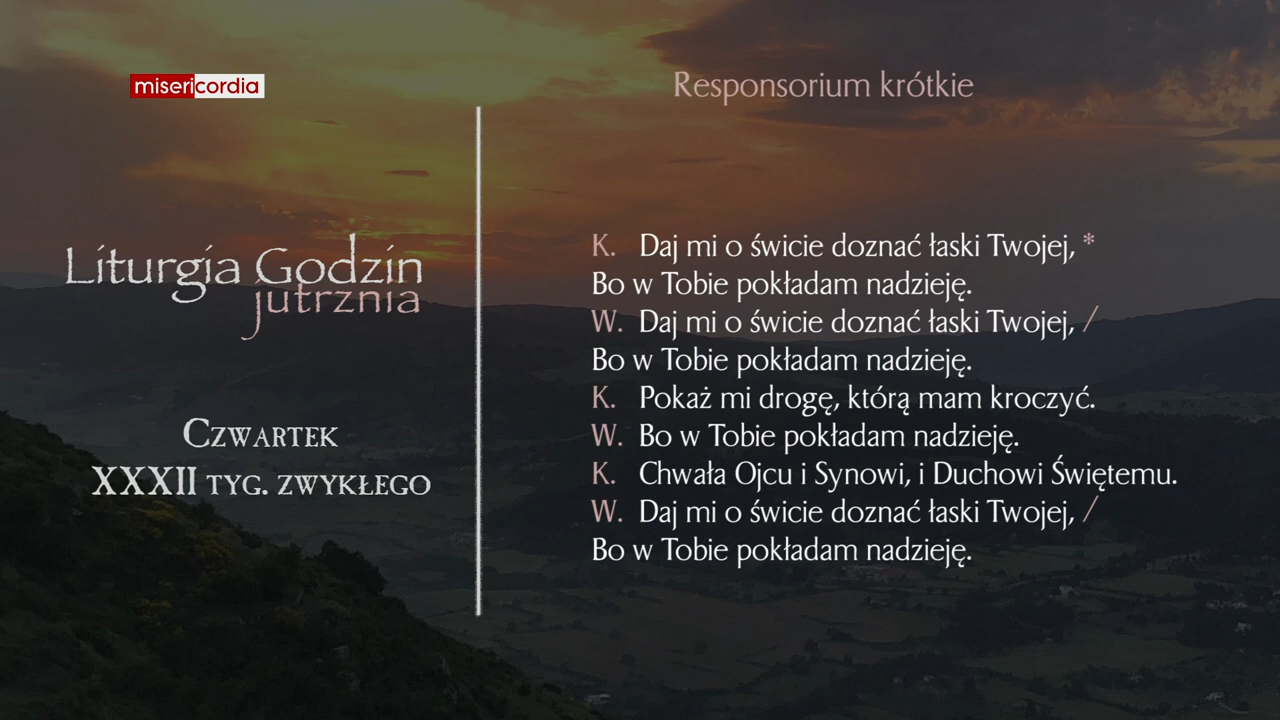 misericordia
Liturgia Godzin
jutrznia
Czwartek
XXXII tyg. zwykłego
Responsorium krótkie
K. Daj mi o świcie doznać łaski Twojej, *
Bo w Tobie pokładam nadzieję.
W. Daj mi o świcie doznać łaski Twojej, /
Bo w Tobie pokładam nadzieję.
K. Pokaż mi drogę, którą mam kroczyć.
W. Bo w Tobie pokładam nadzieję.
K. Chwała Ojcu i Synowi, i Duchowi Świętemu.
W. Daj mi o świcie doznać łaski Twojej, /
Bo w Tobie pokładam nadzieję.